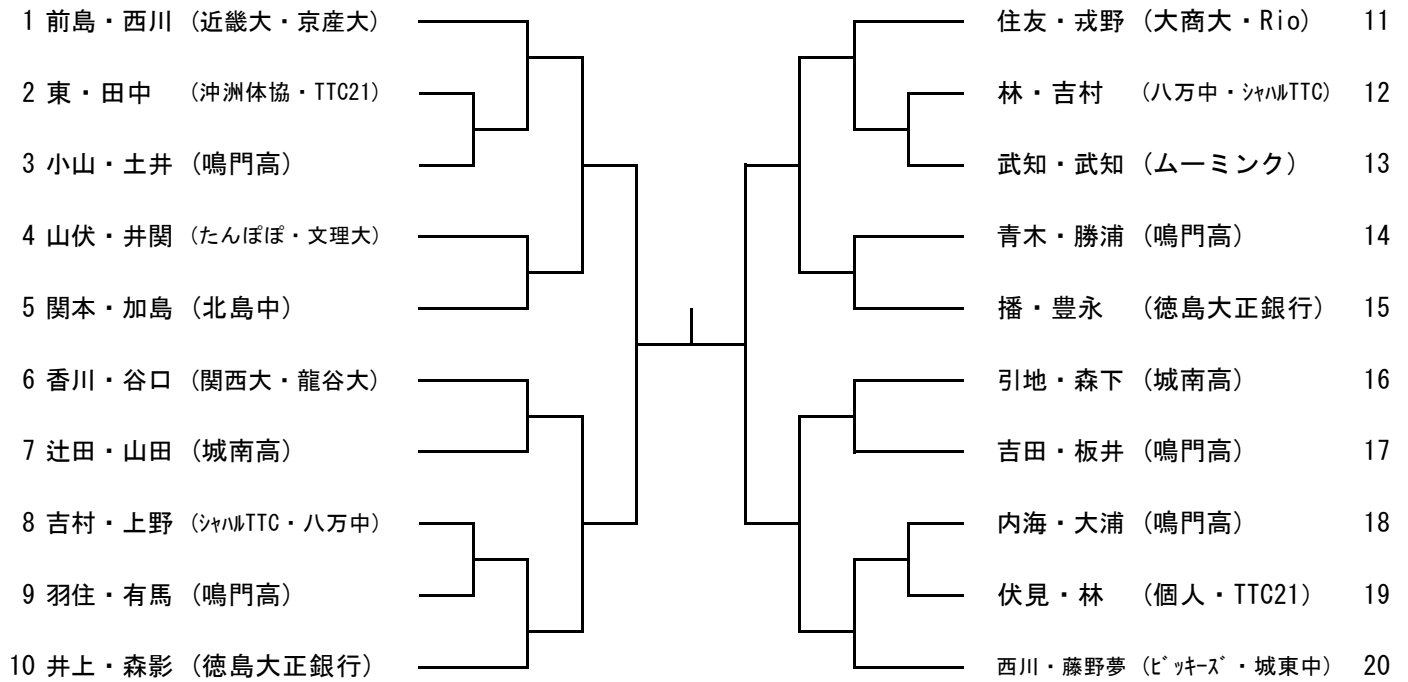 1 前島・西川 (近畿大・京産大)
2 東・田中 (沖洲体協・TTC21)
3 小山・土井 (鳴門高)
4 山伏・井関 (たんぽぽ・文理大)
5 関本・加島 (北島中)
6 香川・谷口 (関西大・龍谷大)
7 辻田・山田 (城南高)
8 吉村・上野 (ｼｬﾊﾙTTC・八万中)
9 羽住・有馬 (鳴門高)
10 井上・森影 (徳島大正銀行)
住友・戎野 (大商大・Rio) 11
林・吉村 (八万中・ｼｬﾊﾙTTC) 12
武知・武知 (ムーミンク) 13
青木・勝浦 (鳴門高) 14
播・豊永 (徳島大正銀行) 15
引地・森下 (城南高) 16
吉田・板井 (鳴門高) 17
内海・大浦 (鳴門高) 18
伏見・林 (個人・TTC21) 19
西川・藤野夢 (ﾋﾞｯｷｰｽﾞ・城東中) 20